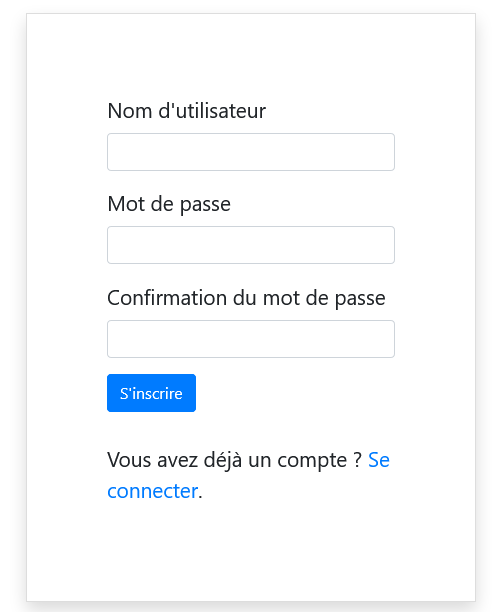 Nom d'utilisateur
Mot de passe
Confirmation du mot de passe
S'inscrire
Vous avez déjà un compte ? Se
connecter.